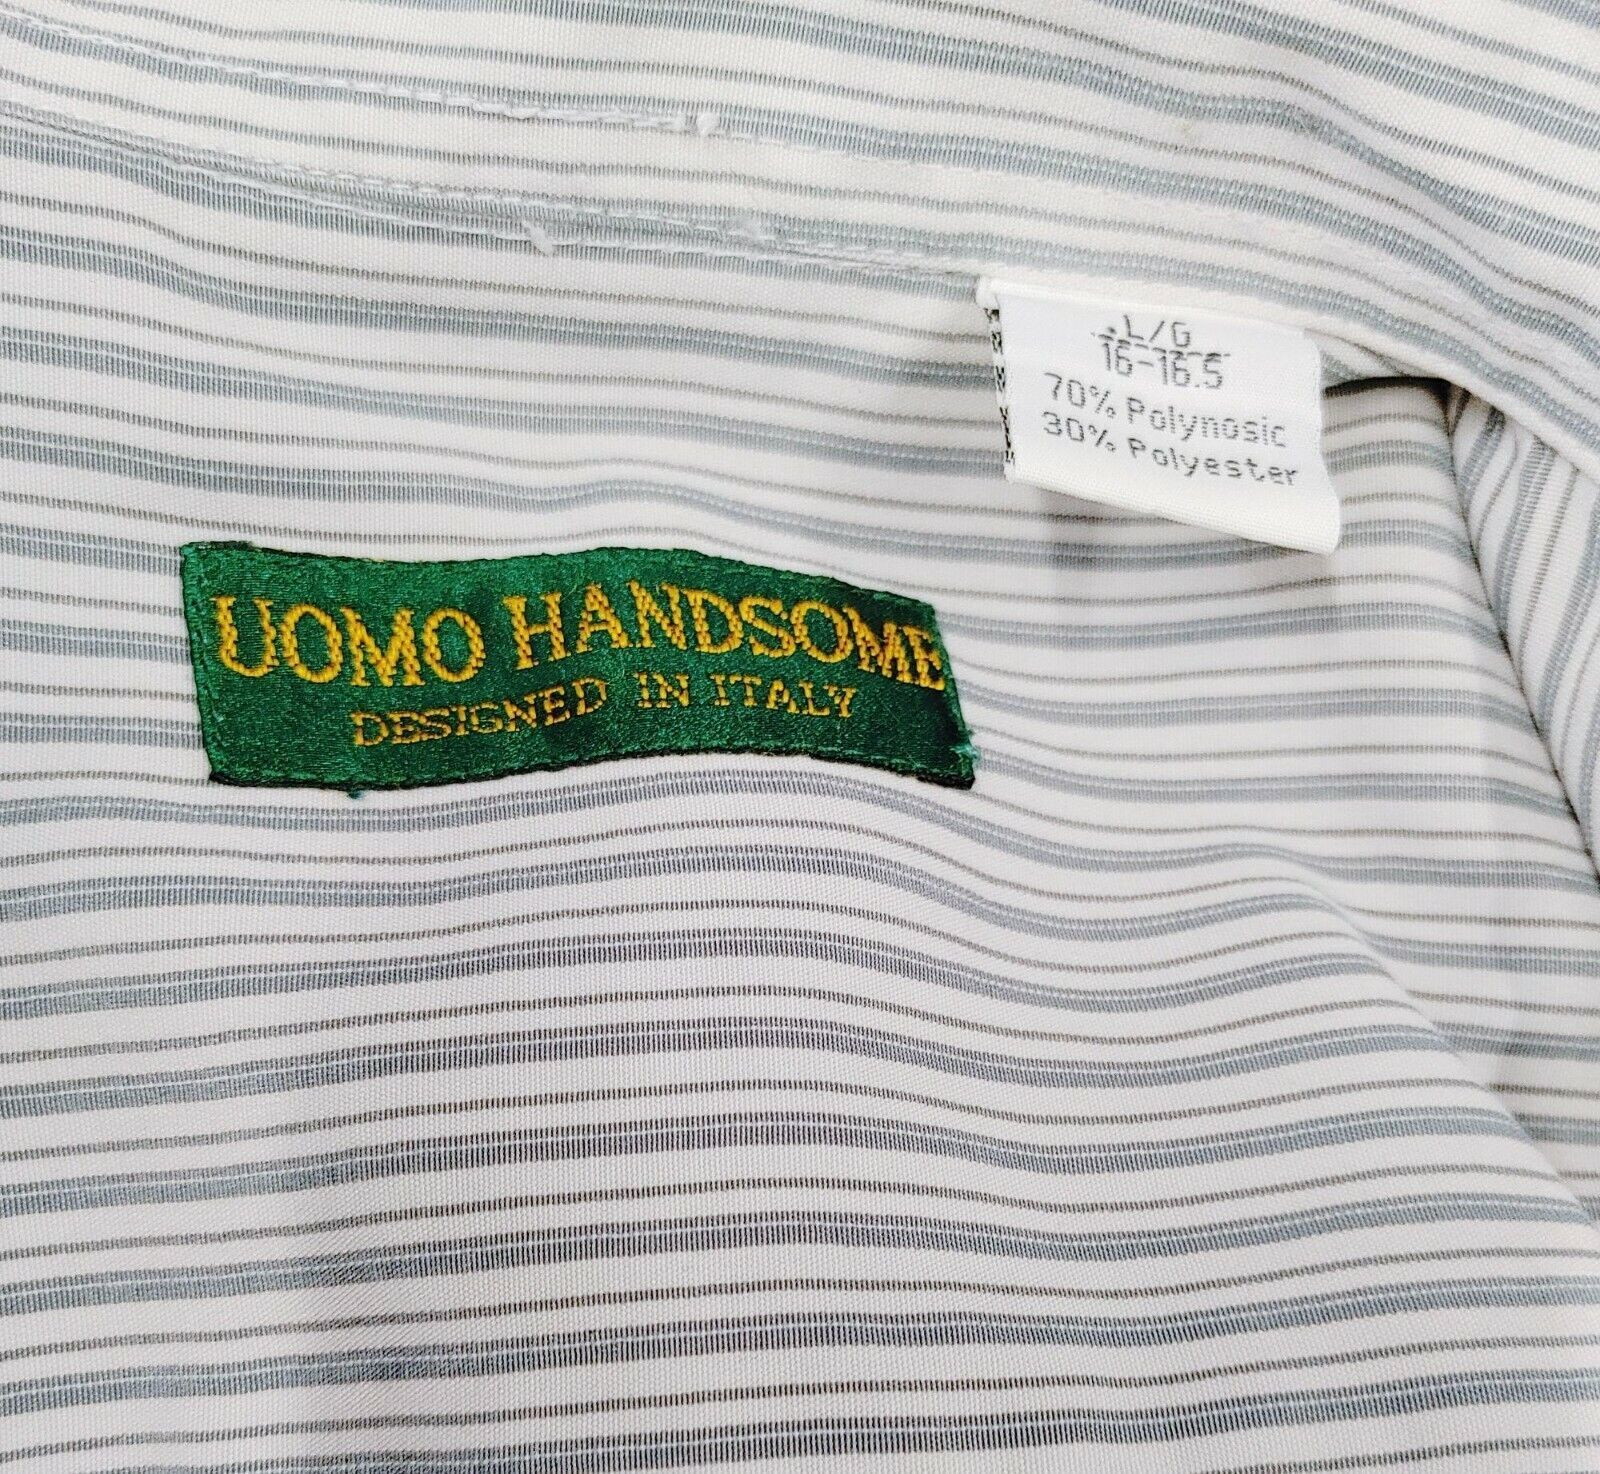 L/G
16-16.5
70% Polynosic
30% Polyester
UOMO HANDSOME
DESIGNED IN ITALY